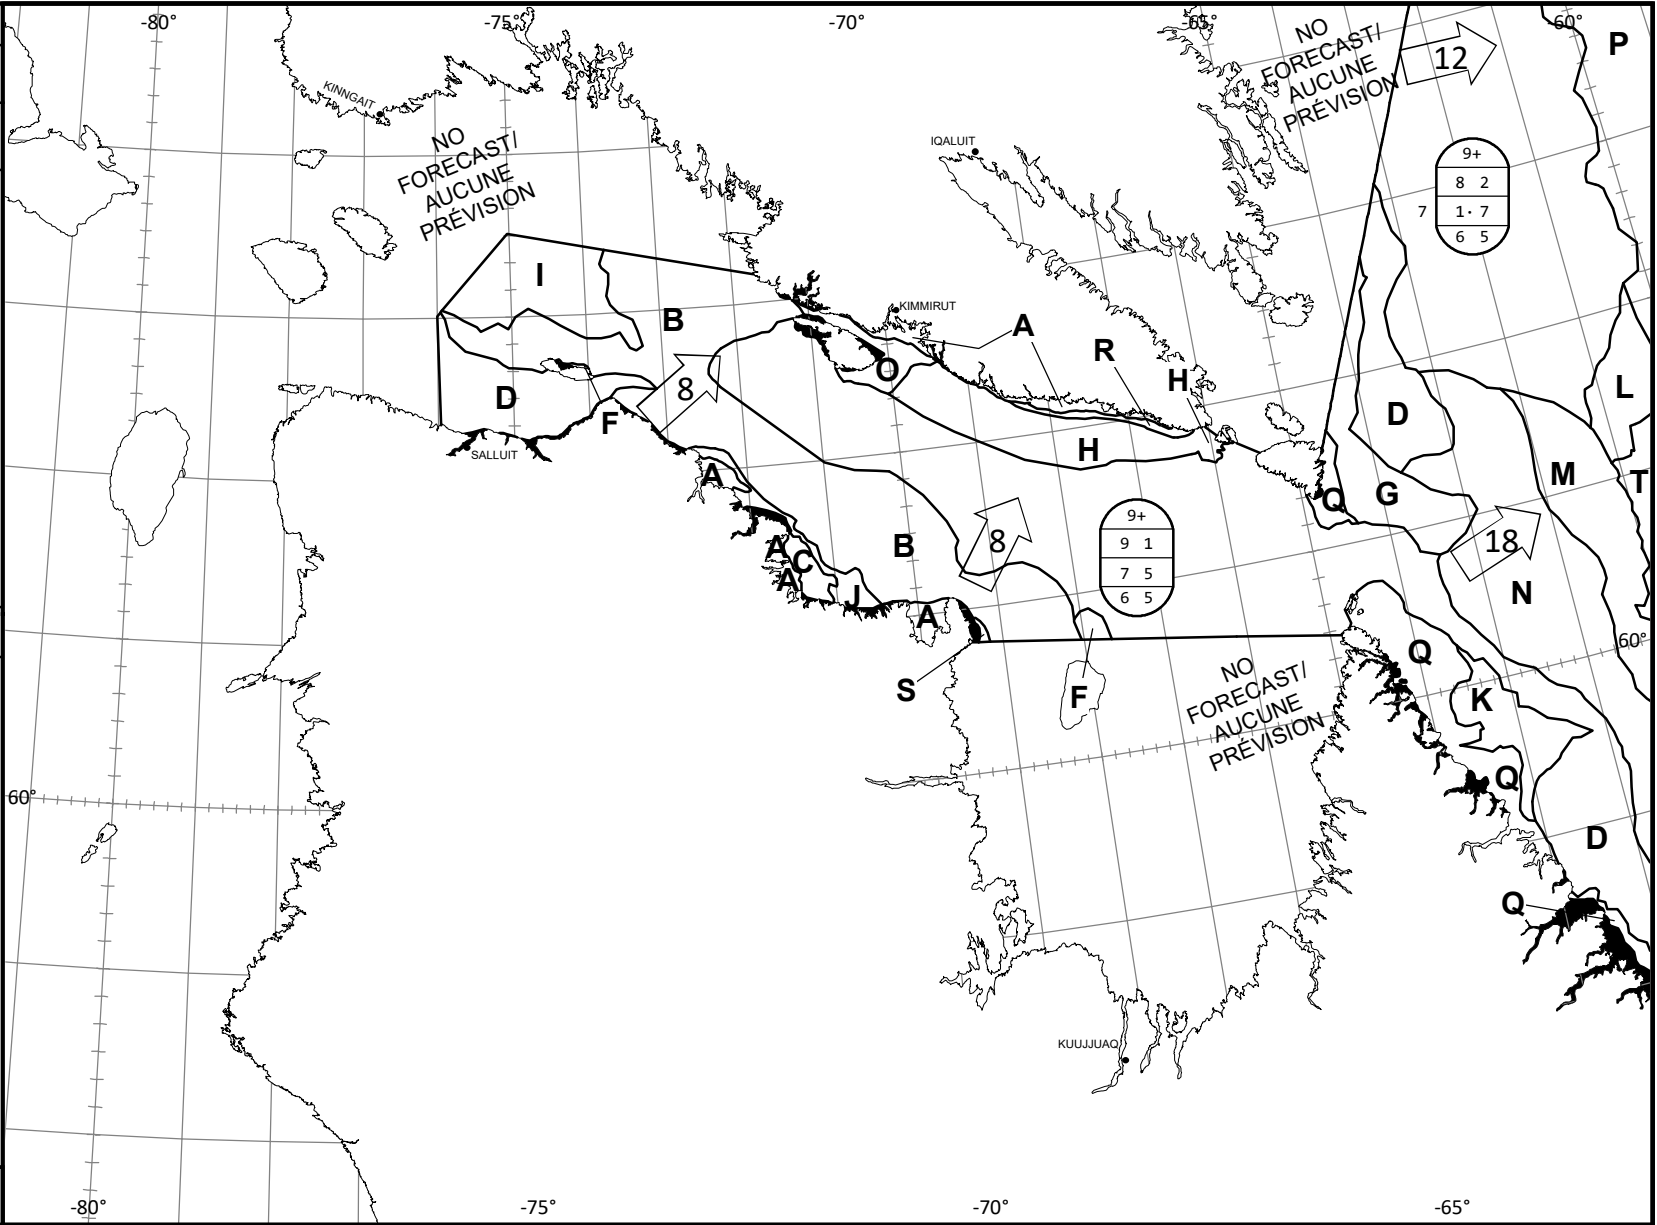 -80°
-75°
-70°
-65°
-60°
KINNGAIT
NO
FORECAST/
AUCUNE
PRÉVISION
IQALUIT
NO
FORECAST/
AUCUNE
PRÉVISION
12
P
9+
8 2
7 1· 7
6 5
I
B
KIMMIRUT
A
R
H
O
8
D
F
SALLUIT
H
D
L
M
T
A
Q
G
18
N
8
9+
9 1
7 5
6 5
B
A
C
A
J
A
S
F
NO
FORECAST/
AUCUNE
PRÉVISION
60°
Q
K
Q
D
Q
60°
KUUJJUAQ
-80°
-75°
-70°
-65°